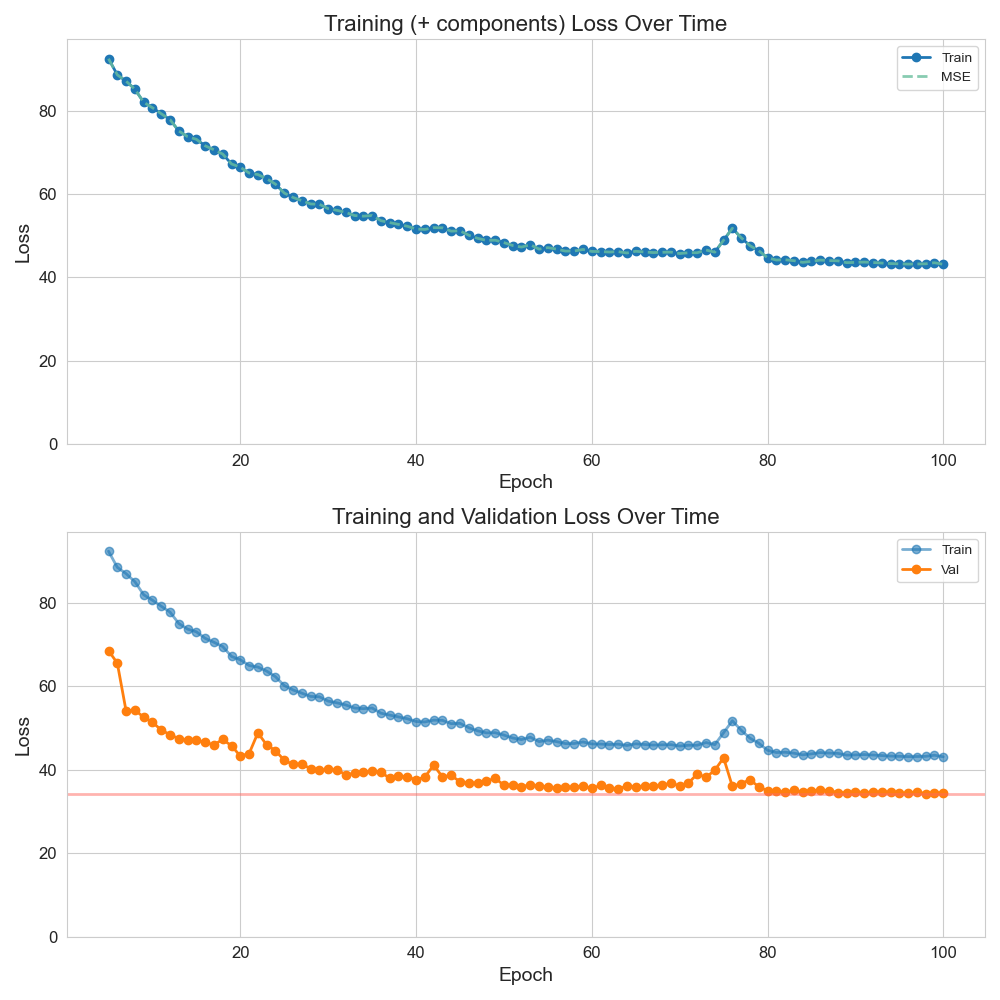 Training (+ components) Loss Over Time
Train
MSE
Loss
80
60
40
20
0
20 40 60 80 100
Epoch
Training and Validation Loss Over Time
Train
Val
Loss
80
60
40
20
0
20 40 60 80 100
Epoch